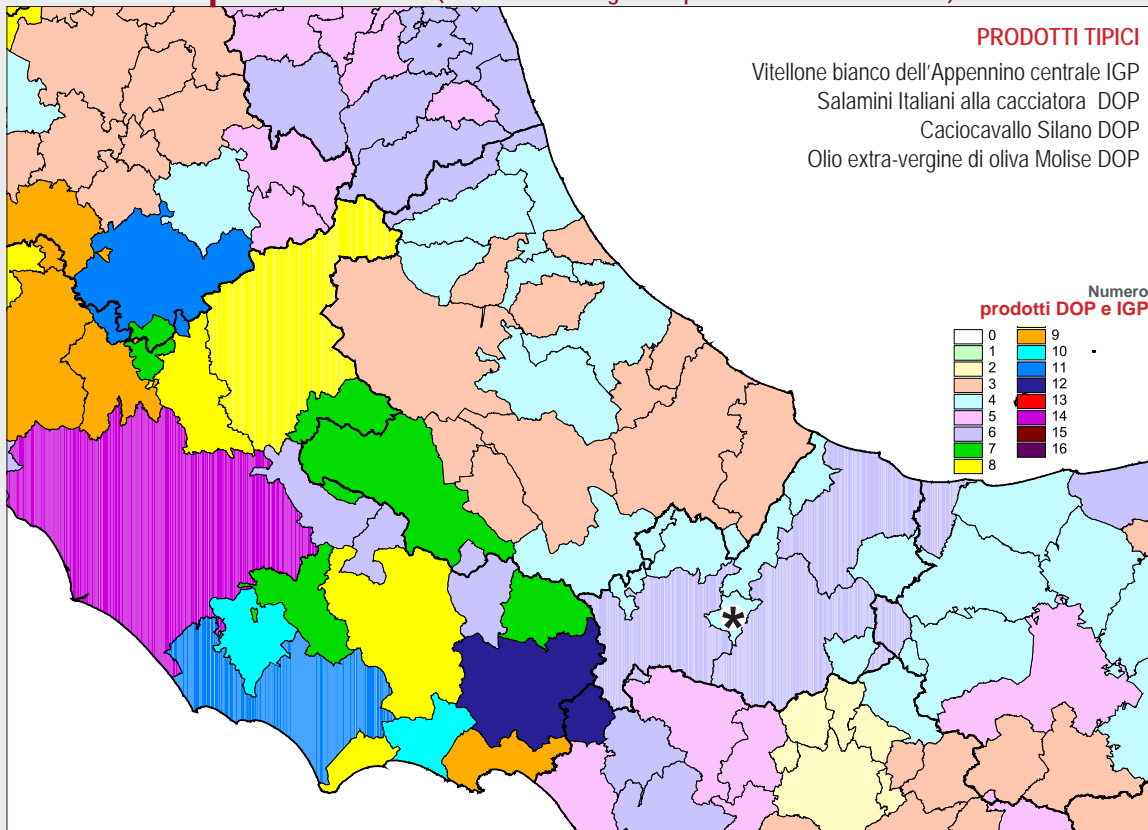 PRODOTTI TIPICI
Vitellone bianco dell'Appennino centrale IGP
Salamini Italiani alla cacciatora DOP
Caciocavallo Silano DOP
Olio extra-vergine di oliva Molise DOP
Numero
prodotti DOP e IGP
0 9
1 10
2 11
3 12
4 13
5 14
6 15
7 16
8
*